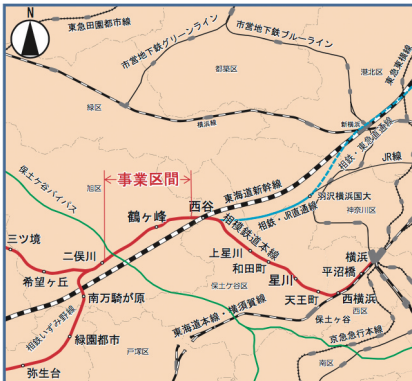 N
東急田園都市線
市営地下鉄グリーンライン
市営地下鉄ブルーライン
都築区
港北区
東急東横線
緑区
横浜線
新横浜
相鉄・東急直通線
JR線
保土ケ谷バイパス
旭区
事業区間
東海道新幹線
羽沢横浜国大
神奈川区
西谷
鶴ヶ峰
相鉄・JR直通線
相模鉄道本線
三ツ境
二俣川
上星川
横浜
希望ヶ丘
和田町
平沼橋
保土ケ谷区
星川
南万騎が原
天王町
西横浜
西区
相鉄いずみ野線
東海道本線・横須賀線
保土ヶ谷
緑園都市
戸塚区
京急急行本線
南区
弥生台